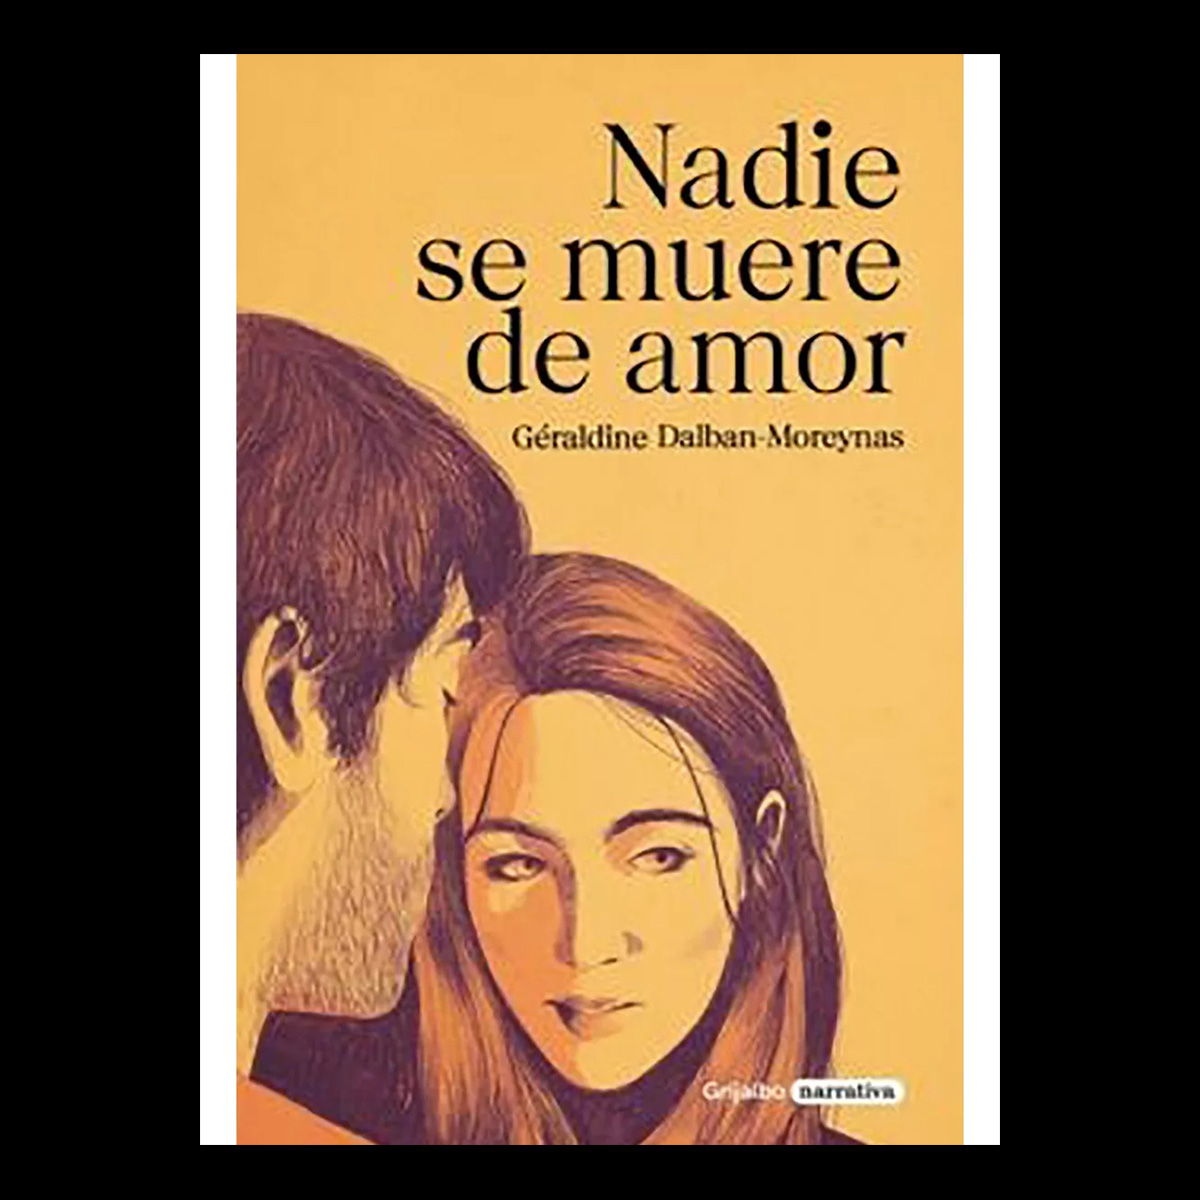 Nadie
se muere
de amor
Géraldine Dalban-Moreynas
Grijalbo narrativa